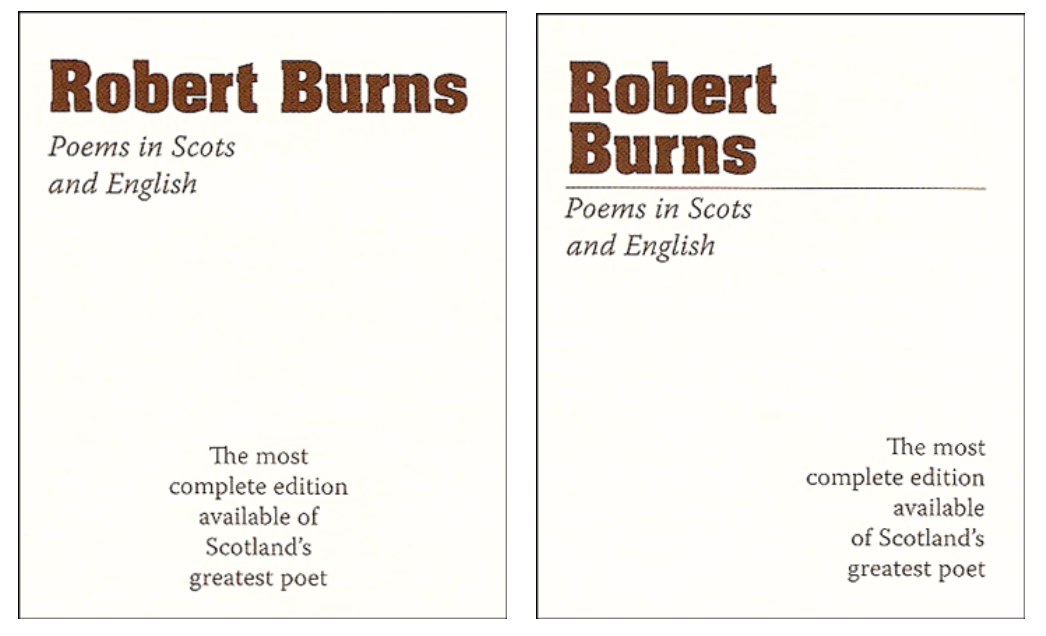 Robert Burns
Poems in Scots
and English
The most
complete edition
available of
Scotland's
greatest poet
Robert
Burns
Poems in Scots
and English
The most
complete edition
available
of Scotland's
greatest poet